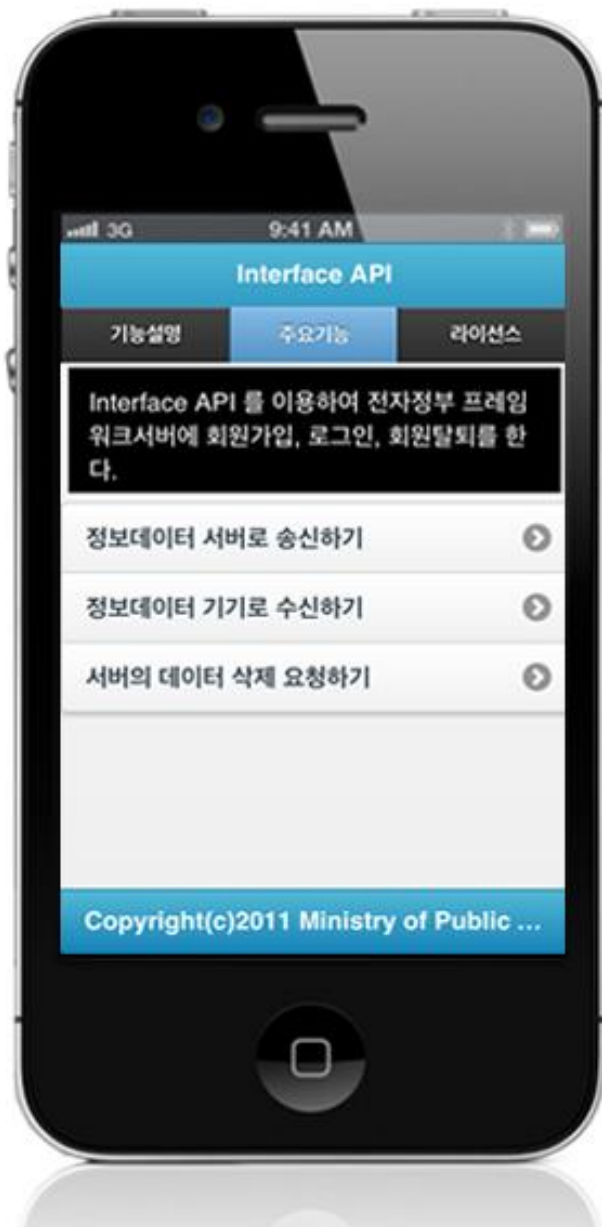 3G 9:41 AM
Interface API
기능설명 주요기능 라이선스
Interface API 를 이용하여 전자정부 프레임
워크서버에 회원가입, 로그인, 회원탈퇴를 한
다.
정보데이터 서버로 송신하기
정보데이터 기기로 수신하기
서버의 데이터 삭제 요청하기
Copyright(c)2011 Ministry of Public ...